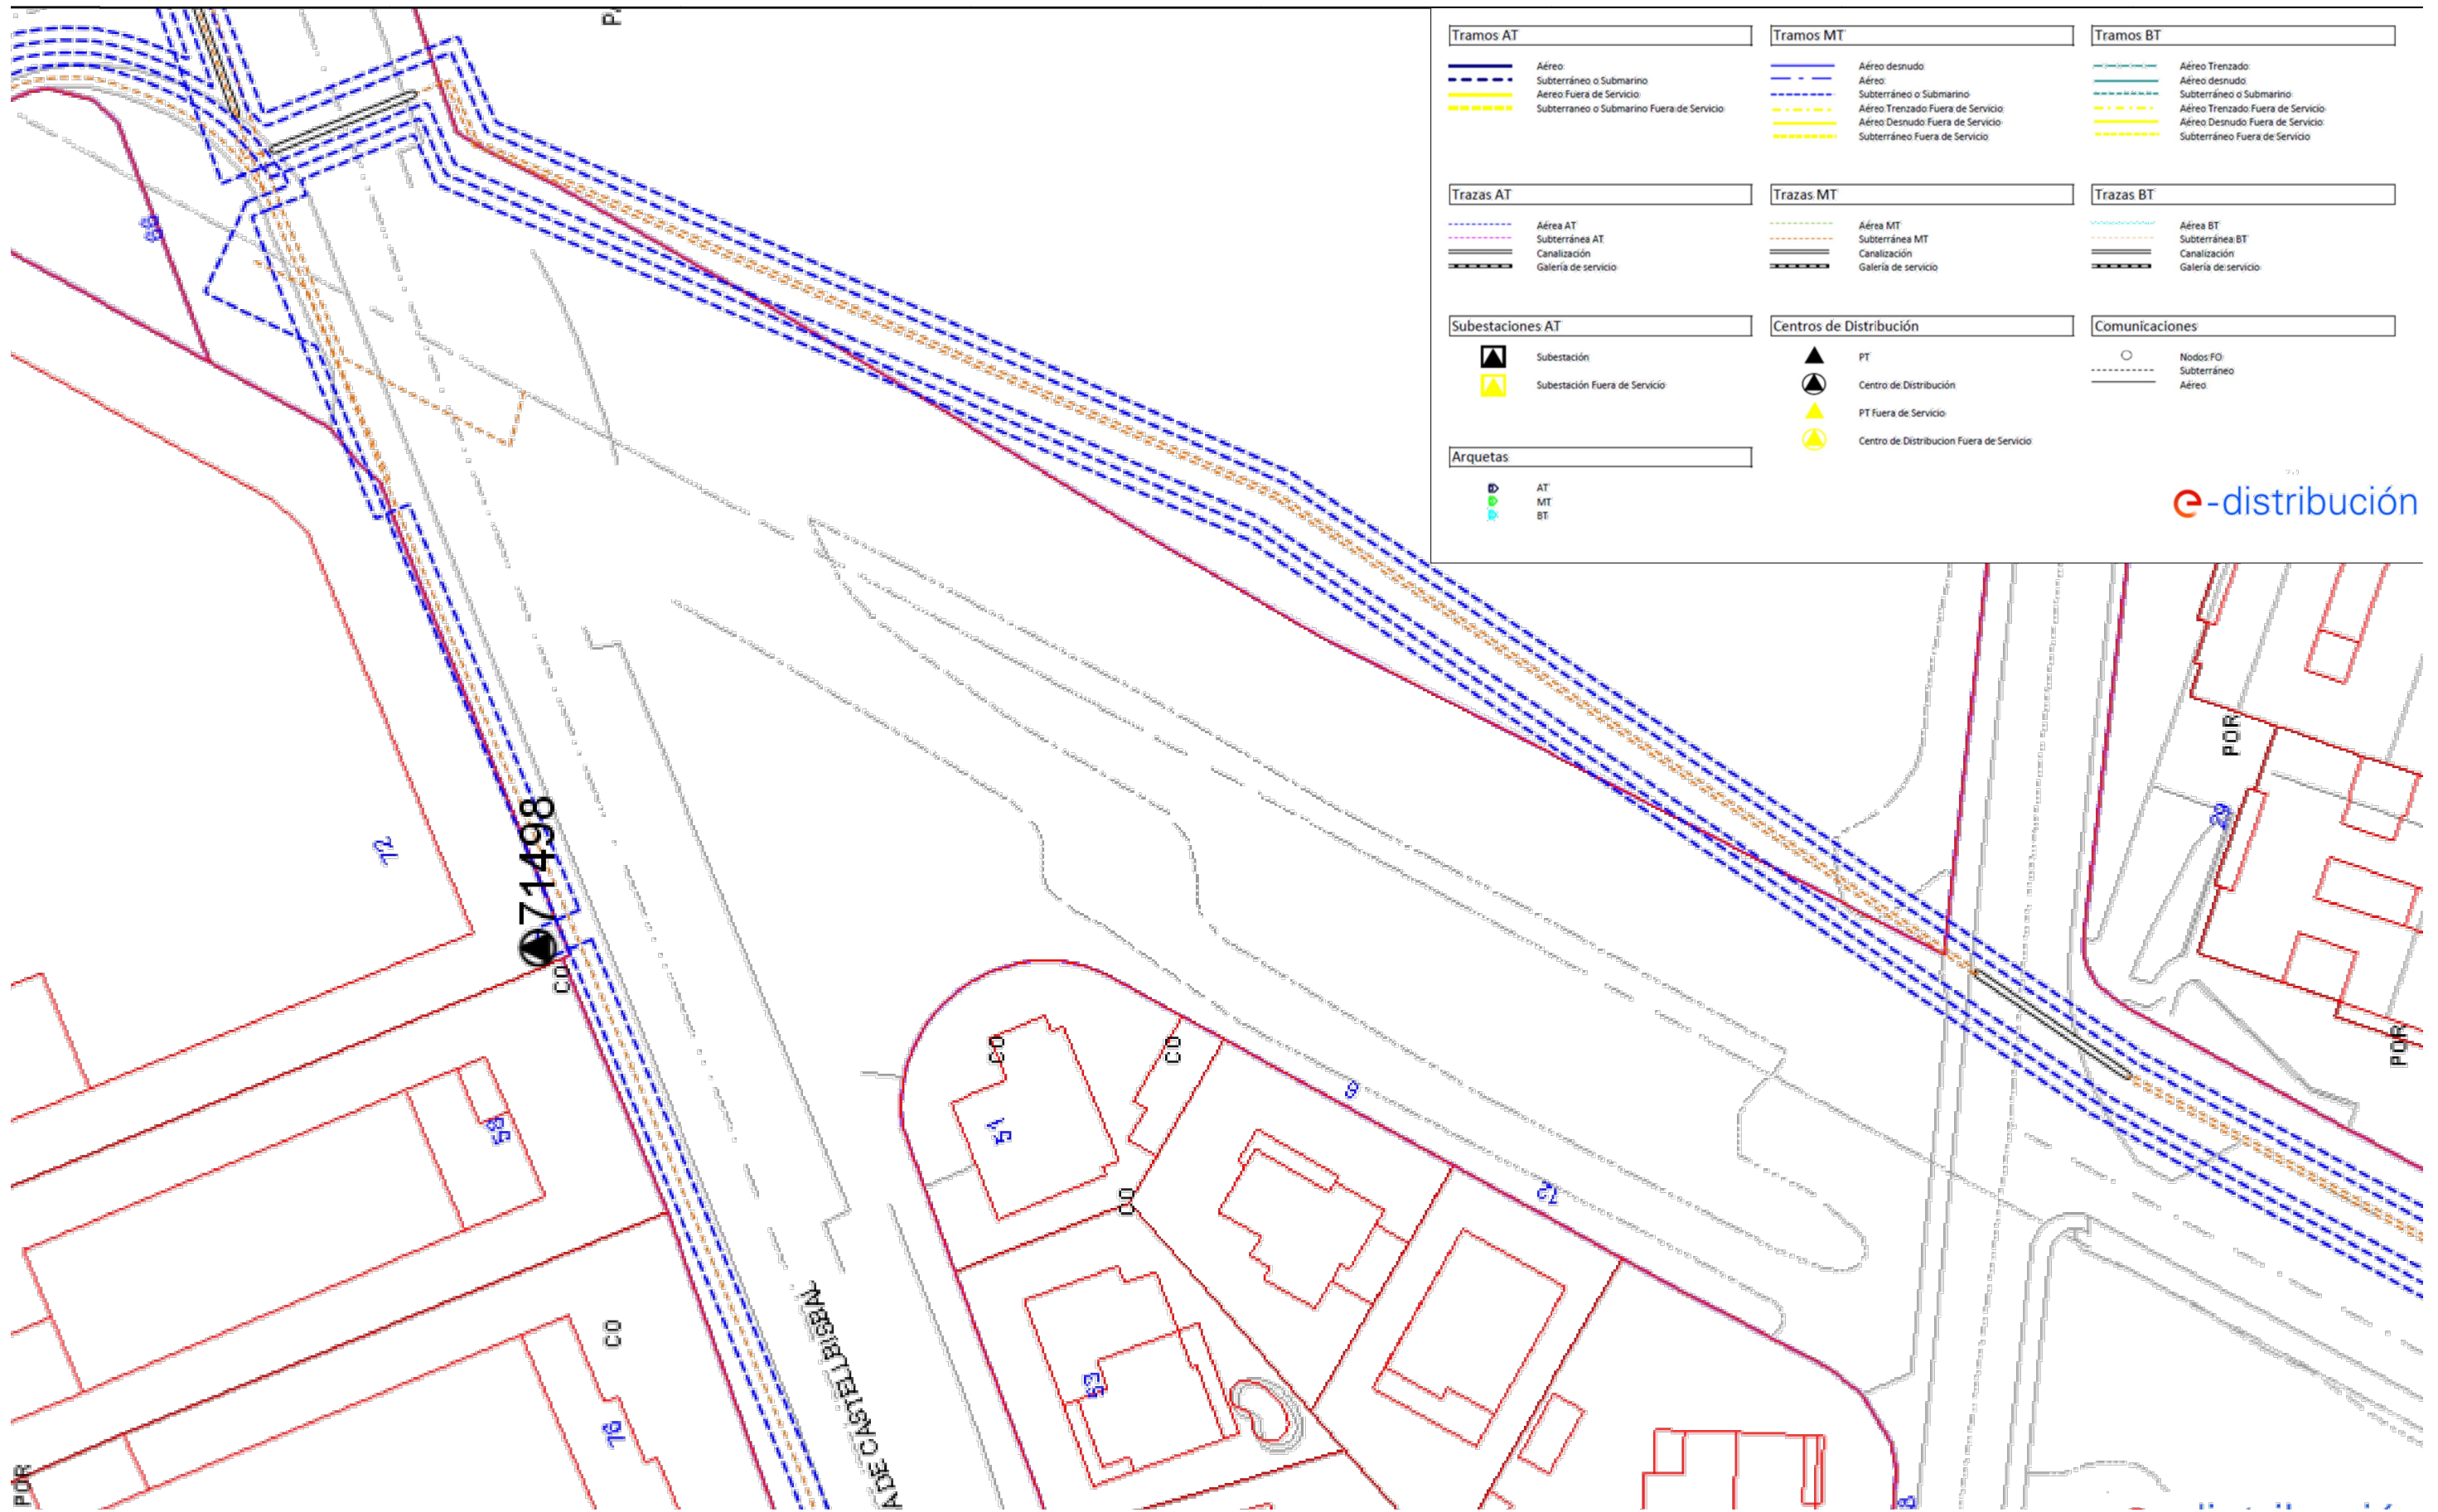 Tramos AT
Aéreo
Subterráneo o Submarino
Aereo Fuera de Servicio
Subterraneo o Submarino Fuera de Servicio
Tramos MT
Aéreo desnudo
Aéreo
Subterráneo o Submarino
Aéreo Trenzado Fuera de Servicio
Aéreo Desnudo Fuera de Servicio
Subterráneo Fuera de Servicio
Tramos BT
Aéreo Trenzado
Aéreo desnudo
Subterráneo o Submarino
Aéreo Trenzado Fuera de Servicio
Aéreo Desnudo Fuera de Servicio
Subterráneo Fuera de Servicio
Trazas AT
Aérea AT
Subterránea AT
Canalización
Galería de servicio
Trazas MT
Aérea MT
Subterránea MT
Canalización
Galería de servicio
Trazas BT
Aérea BT
Subterránea BT
Canalización
Galería de servicio
Subestaciones AT
Subestación
Subestación Fuera de Servicio
Centros de Distribución
PT
Centro de Distribución
PT Fuera de Servicio
Centro de Distribucion Fuera de Servicio
Comunicaciones
Nodos FO
Subterráneo
Aéreo
Arquetas
AT
MT
BT
e-distribución
72
71498
CO
POR
29
POR
CO
CO
51
59
CO
12
CO
53
76
POR
A DE CASTELLBISBAL